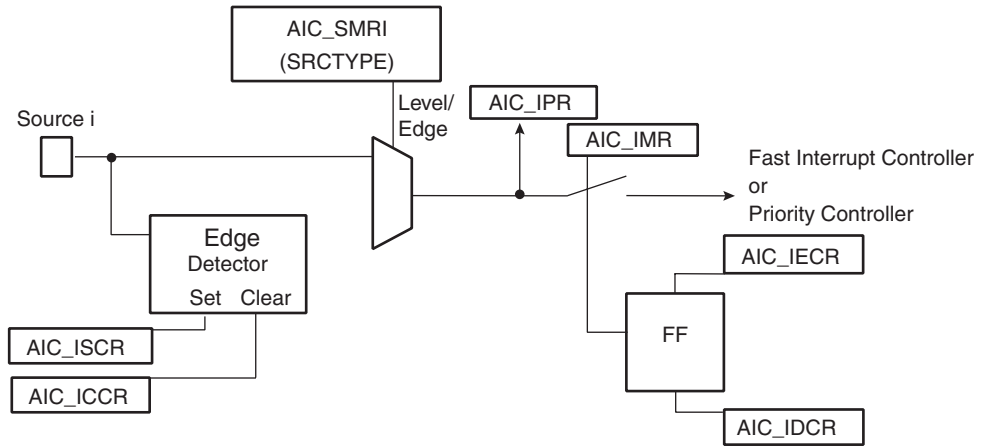 AIC_SMRI
(SRCTYPE)
Level/
Edge
AIC_IPR
AIC_IMR
Source i
Fast Interrupt Controller
or
Priority Controller
Edge
Detector
Set Clear
AIC_IECR
FF
AIC_ISCR
AIC_ICCR
AIC_IDCR